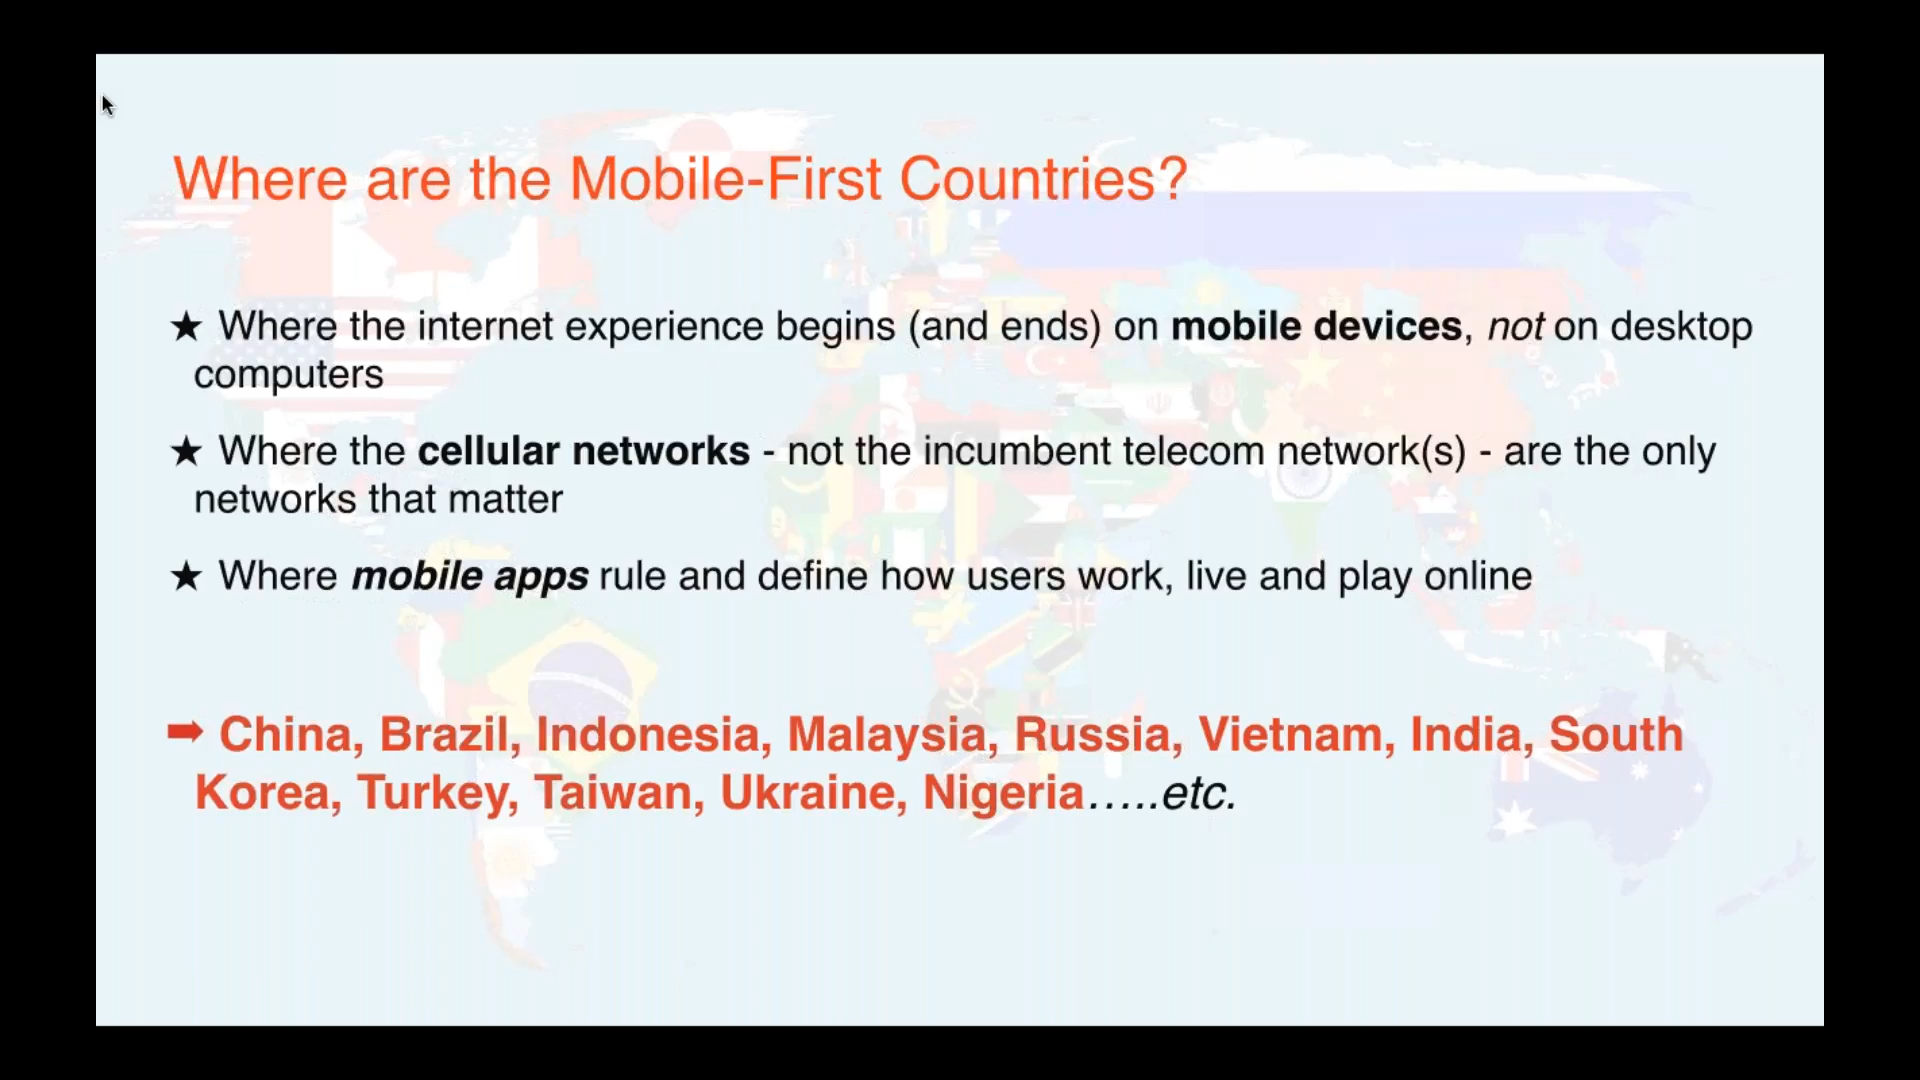 Where are the Mobile-First Countries?
★ Where the internet experience begins (and ends) on mobile devices, not on desktop
computers
★ Where the cellular networks - not the incumbent telecom network(s) - are the only
networks that matter
★ Where mobile apps rule and define how users work, live and play online
➡ China, Brazil, Indonesia, Malaysia, Russia, Vietnam, India, South
Korea, Turkey, Taiwan, Ukraine, Nigeria…..etc.